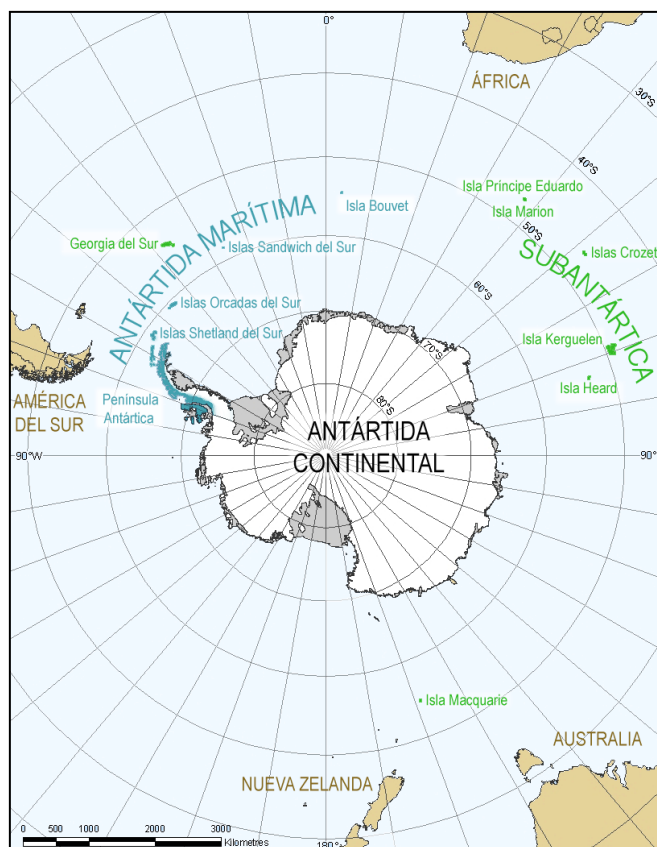 0°
ÁFRICA
30°S
40°S
Isla Principe Eduardo
Isla Marion
Isla Bouvet
50°S
ANTÁRTIDA MARÍTIMA
SUBANTÁRTICA
Georgia del Sur
Islas Sandwich del Sur
Islas Crozet
60°S
Islas Orcadas del Sur
Islas Shetland del Sur
Isla Kerguelen
70°S
Isla Heard
AMÉRICA
DEL SUR
Península
Antártica
80°S
ANTÁRTIDA
CONTINENTAL
90°W
90°
Isla Macquarie
AUSTRALIA
NUEVA ZELANDA
0 500 1000 2000 3000
Kilometres
180°